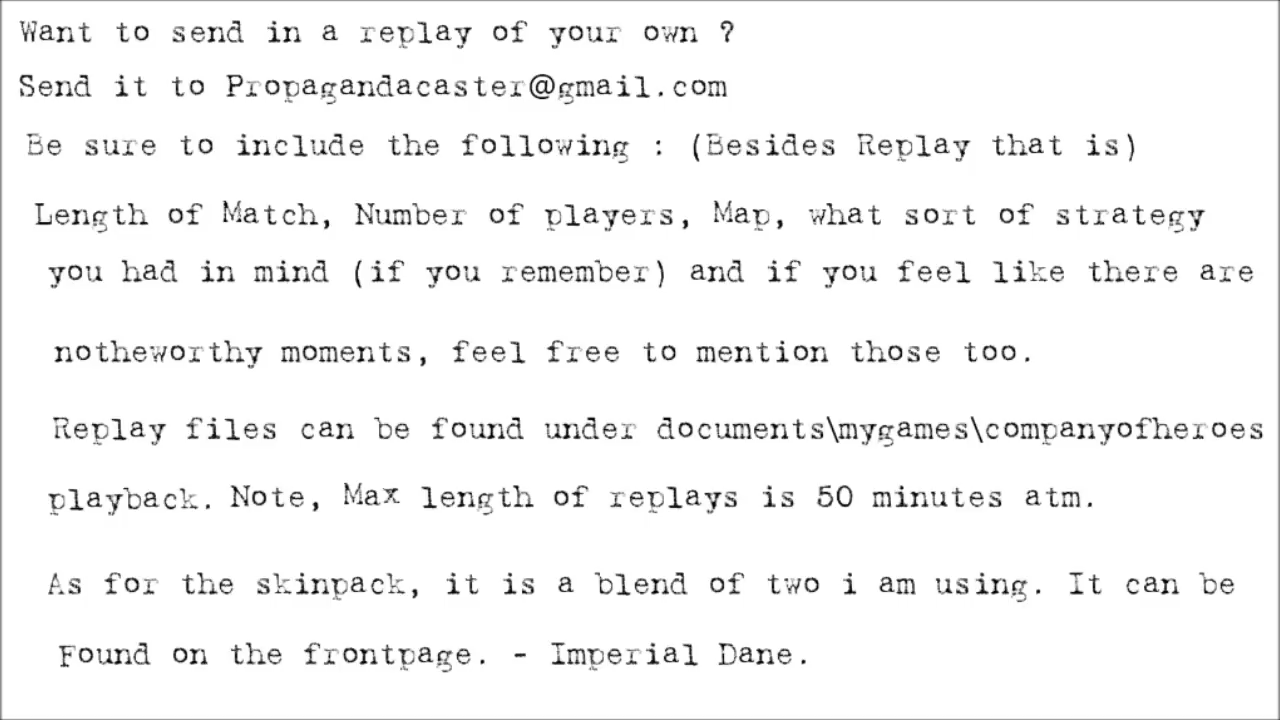 Want to send in a replay of your own ?
Send it to Propagandacaster@gmail.com
Be sure to include the following : (Besides Replay that is)
Length of Match, Number of players, Map, what sort of strategy
you had in mind (if you remember) and if you feel like there are
notheworthy moments, feel free to mention those too.
Replay files can be found under documents\mygames\companyofheroes
playback. Note, Max length of replays is 50 minutes atm.
As for the skinpack, it is a blend of two i am using. It can be
Found on the frontpage. - Imperial Dane.